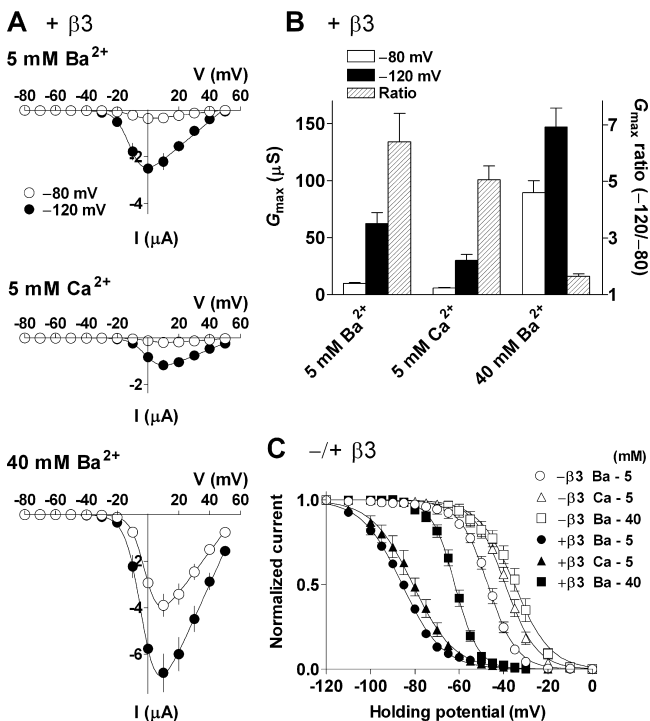 A + β3
5 mM Ba2+
V (mV)
-80 -60 -40 -20 20 40 60
-2
-4
−80 mV
−120 mV
I (μA)
5 mM Ca2+
V (mV)
-80 -60 -40 -20 20 40 60
-2
I (μA)
40 mM Ba2+
V (mV)
-80 -60 -40 -20 20 40 60
-2
-4
-6
I (μA)
B + β3
−80 mV
−120 mV
Ratio
Gmax (μS)
150
100
50
0
Gmax ratio (−120/−80)
7
5
3
1
5 mM Ba2+
5 mM Ca2+
40 mM Ba2+
C −/+ β3
(mM)
−β3 Ba - 5
−β3 Ca - 5
−β3 Ba - 40
+β3 Ba - 5
+β3 Ca - 5
+β3 Ba - 40
Normalized current
1.0
0.5
0.0
-120 -100 -80 -60 -40 -20 0
Holding potential (mV)